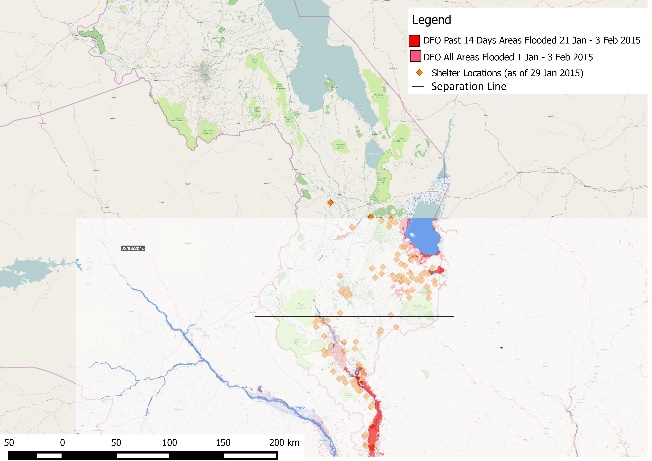 Legend
DFO Past 14 Days Areas Flooded 21 Jan - 3 Feb 2015
DFO All Areas Flooded 1 Jan - 3 Feb 2015
Shelter Locations (as of 29 Jan 2015)
Separation Line
50 0 50 100 150 200 km